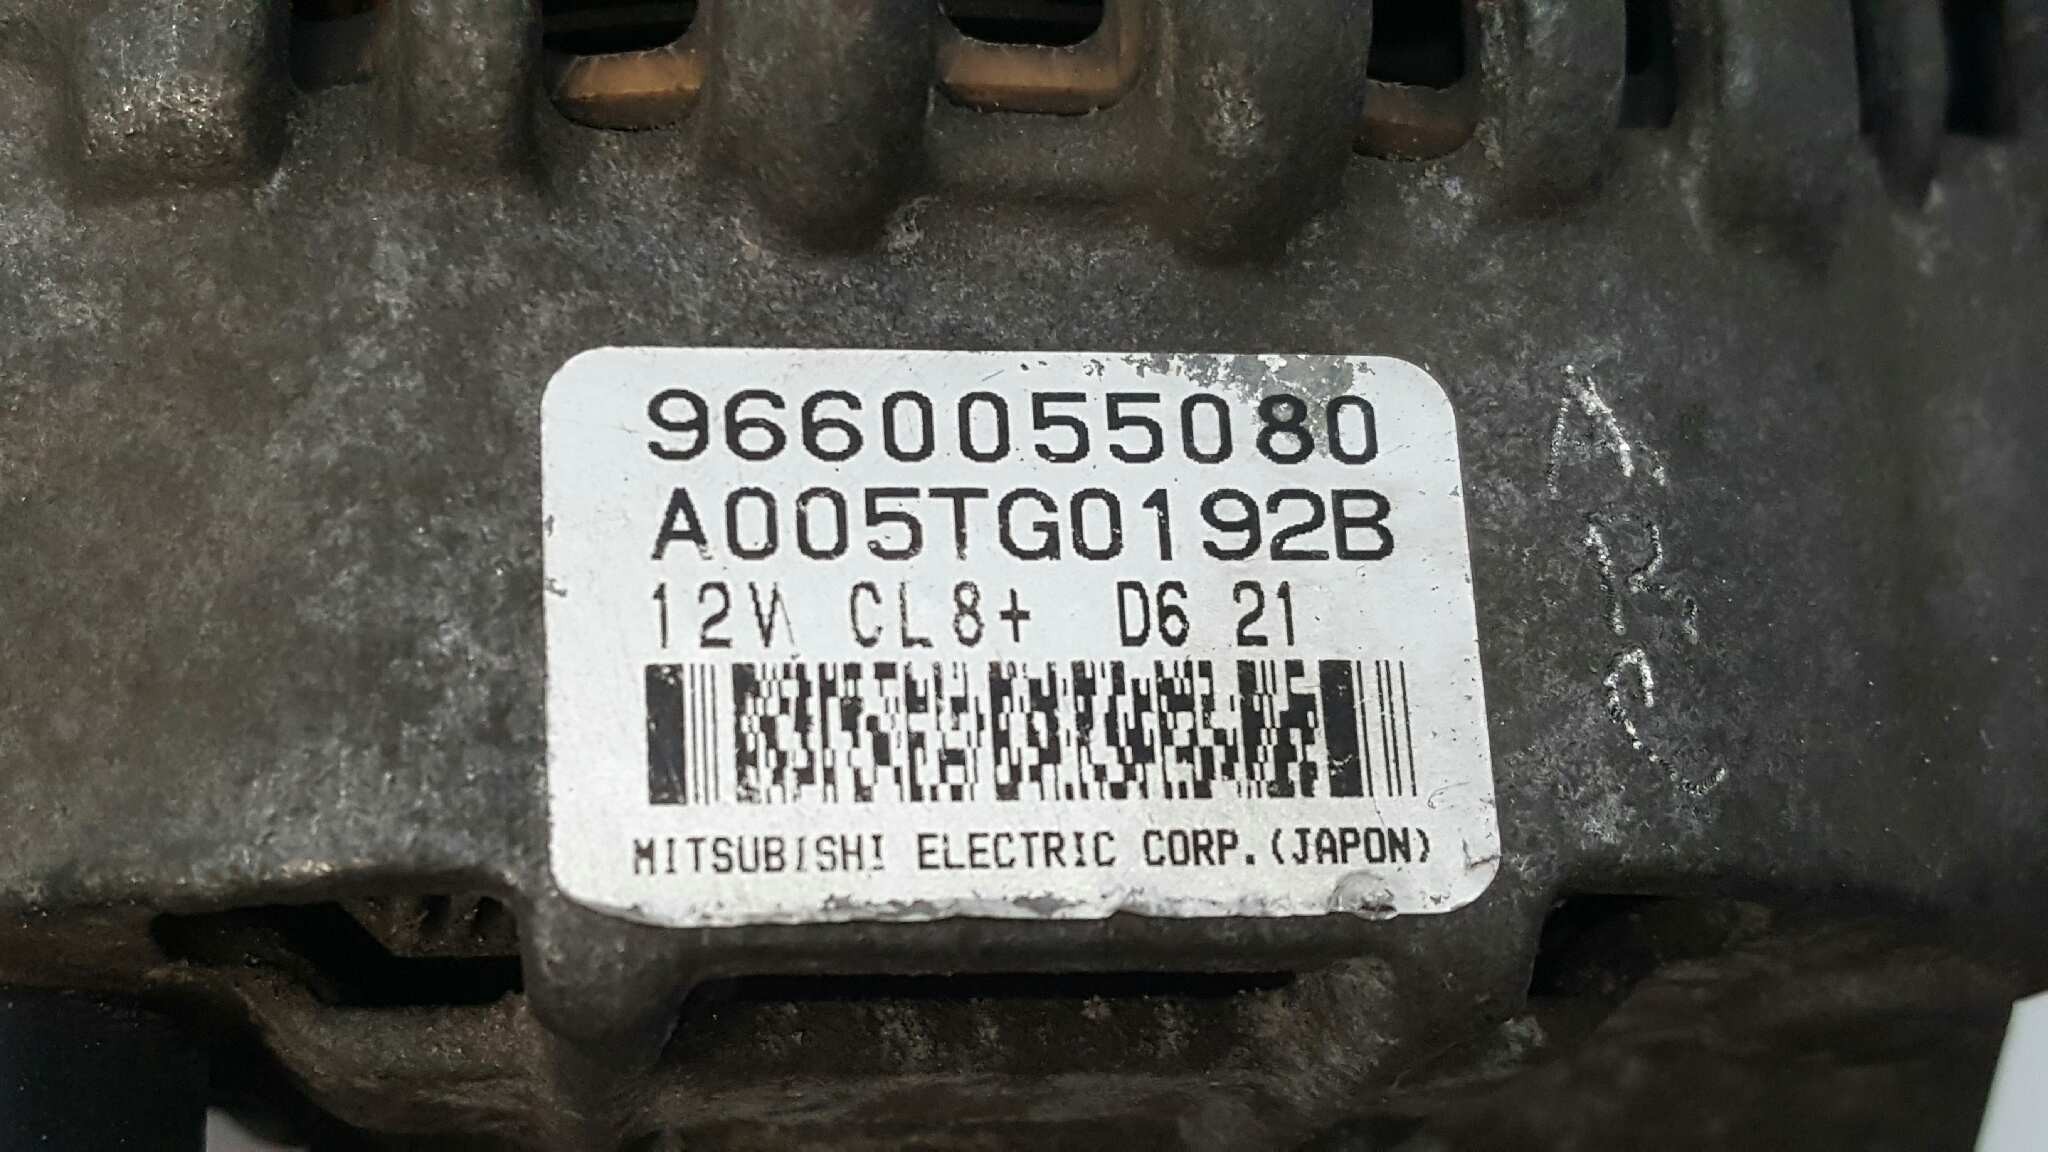 9660055080
A005TG0192B
12V CL8+ D6 21
MITSUBISHI ELECTRIC CORP.(JAPON)